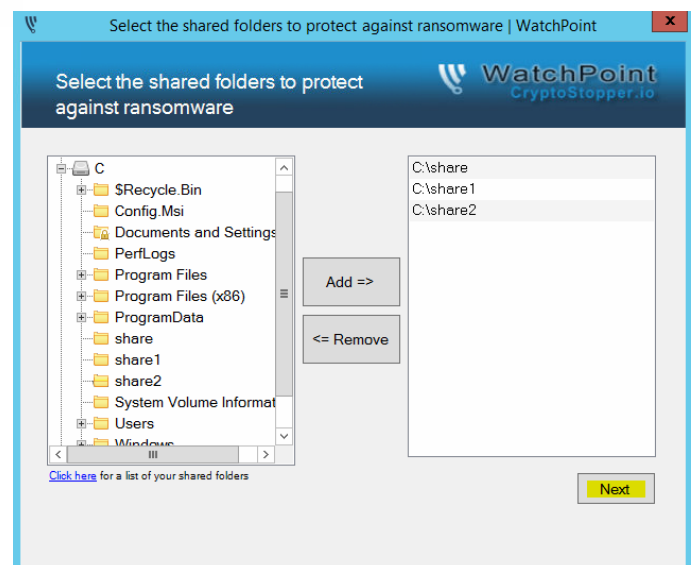 Select the shared folders to protect against ransomware | WatchPoint
x
Select the shared folders to protect
against ransomware
WatchPoint
CryptoStopper.io
C
$Recycle.Bin
Config.Msi
Documents and Settings
PerfLogs
Program Files
Program Files (x86)
ProgramData
share
share1
share2
System Volume Informat
Users
Windows
Click here for a list of your shared folders
Add =>
<= Remove
C:\share
C:\share1
C:\share2
Next